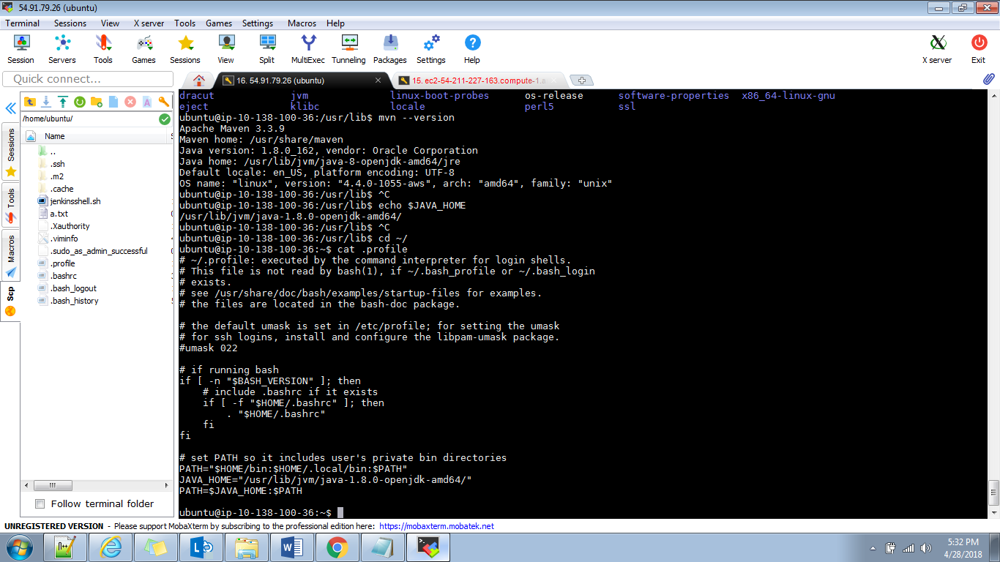 54.91.79.26 (ubuntu)
Terminal Sessions View X server Tools Games Settings Macros Help
Session Servers Tools Games Sessions View Split MultiExec Tunneling Packages Settings Help X server Exit
Quick connect...
16. 54.91.79.26 (ubuntu)
15. ec2-54-211-227-163.compute-1.
/home/ubuntu/
Name
..
.ssh
.m2
.cache
jenkinsshell.sh
a.txt
.Xauthority
.viminfo
.sudo_as_admin_successful
.profile
.bashrc
.bash_logout
.bash_history
Follow terminal folder
Sessions
Tools
Macros
Scp
dracut jvm linux-boot-probes os-release software-properties x86_64-linux-gnu
eject klibc locale perl5 ssl
ubuntu@ip-10-138-100-36:/usr/lib$ mvn --version
Apache Maven 3.3.9
Maven home: /usr/share/maven
Java version: 1.8.0_162, vendor: Oracle Corporation
Java home: /usr/lib/jvm/java-8-openjdk-amd64/jre
Default locale: en_US, platform encoding: UTF-8
OS name: "linux", version: "4.4.0-1055-aws", arch: "amd64", family: "unix"
ubuntu@ip-10-138-100-36:/usr/lib$ ^C
ubuntu@ip-10-138-100-36:/usr/lib$ echo $JAVA_HOME
/usr/lib/jvm/java-1.8.0-openjdk-amd64/
ubuntu@ip-10-138-100-36:/usr/lib$ ^C
ubuntu@ip-10-138-100-36:/usr/lib$ cd ~/
ubuntu@ip-10-138-100-36:~$ cat .profile
# ~/.profile: executed by the command interpreter for login shells.
# This file is not read by bash(1), if ~/.bash_profile or ~/.bash_login
# exists.
# see /usr/share/doc/bash/examples/startup-files for examples.
# the files are located in the bash-doc package.
# the default umask is set in /etc/profile; for setting the umask
# for ssh logins, install and configure the libpam-umask package.
#umask 022
# if running bash
if [ -n "$BASH_VERSION" ]; then
# include .bashrc if it exists
if [ -f "$HOME/.bashrc" ]; then
. "$HOME/.bashrc"
fi
fi
# set PATH so it includes user's private bin directories
PATH="$HOME/bin:$HOME/.local/bin:$PATH"
JAVA_HOME="/usr/lib/jvm/java-1.8.0-openjdk-amd64/"
PATH=$JAVA_HOME:$PATH
ubuntu@ip-10-138-100-36:~$
UNREGISTERED VERSION - Please support MobaXterm by subscribing to the professional edition here: https://mobaxterm.mobatek.net
5:32 PM
4/28/2018